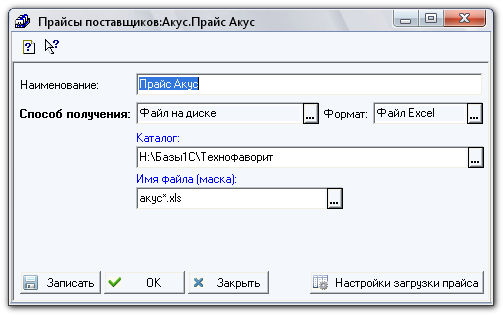 Прайсы поставщиков:Акус.Прайс Акус
Наименование: Прайс Акус
Способ получения: Файл на диске ... Формат: Файл Excel ...
Каталог:
H:\Базы1С\Технофаворит ...
Имя файла (маска):
акус*.xls ...
Записать OK Закрыть Настройки загрузки прайса